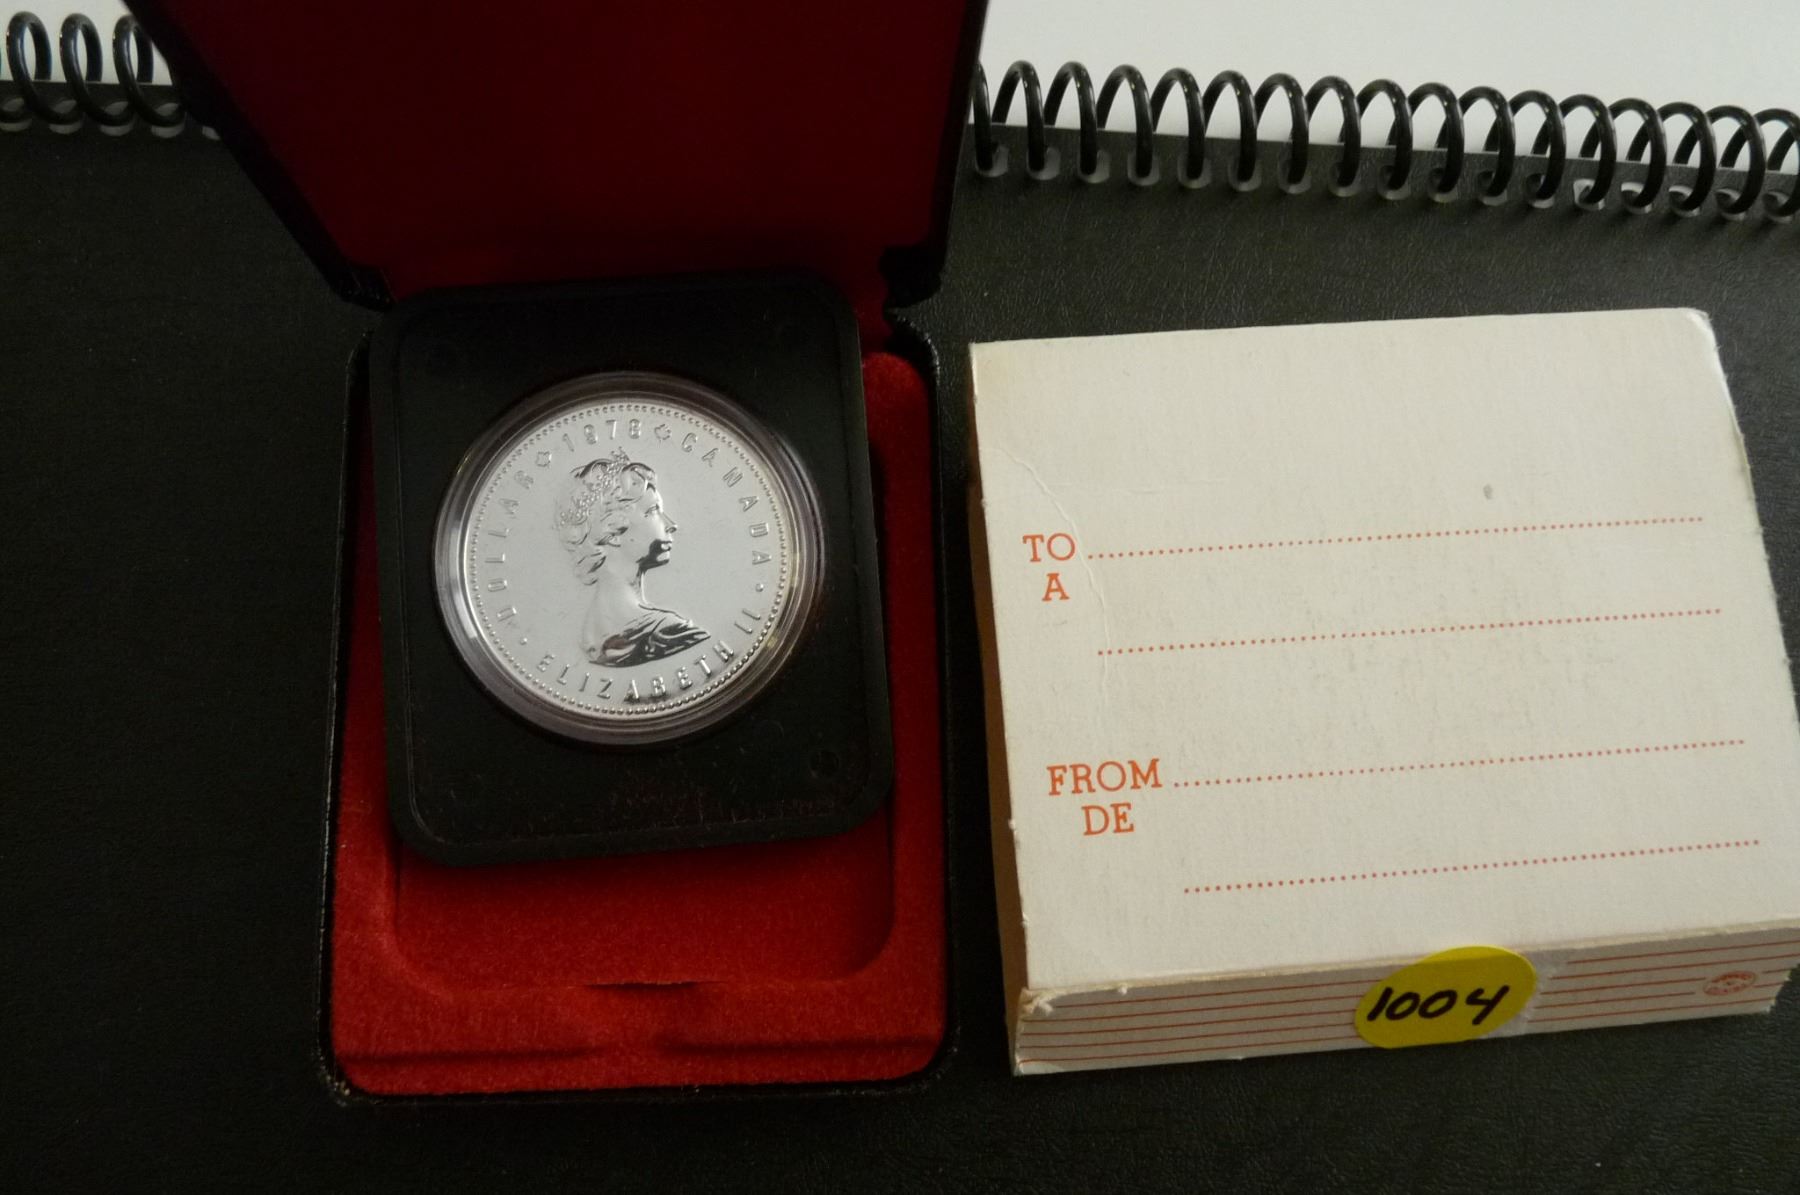 DOLLAR 1978 CANADA
ELIZABETH II
TO
A
FROM
DE
1004